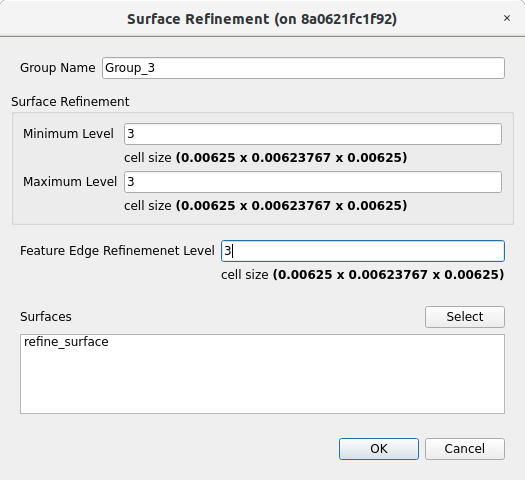 Surface Refinement (on 8a0621fc1f92)
×
Group Name Group_3
Surface Refinement
Minimum Level 3
cell size (0.00625 x 0.00623767 x 0.00625)
Maximum Level 3
cell size (0.00625 x 0.00623767 x 0.00625)
Feature Edge Refinemenet Level 3
cell size (0.00625 x 0.00623767 x 0.00625)
Surfaces Select
refine_surface
OK Cancel